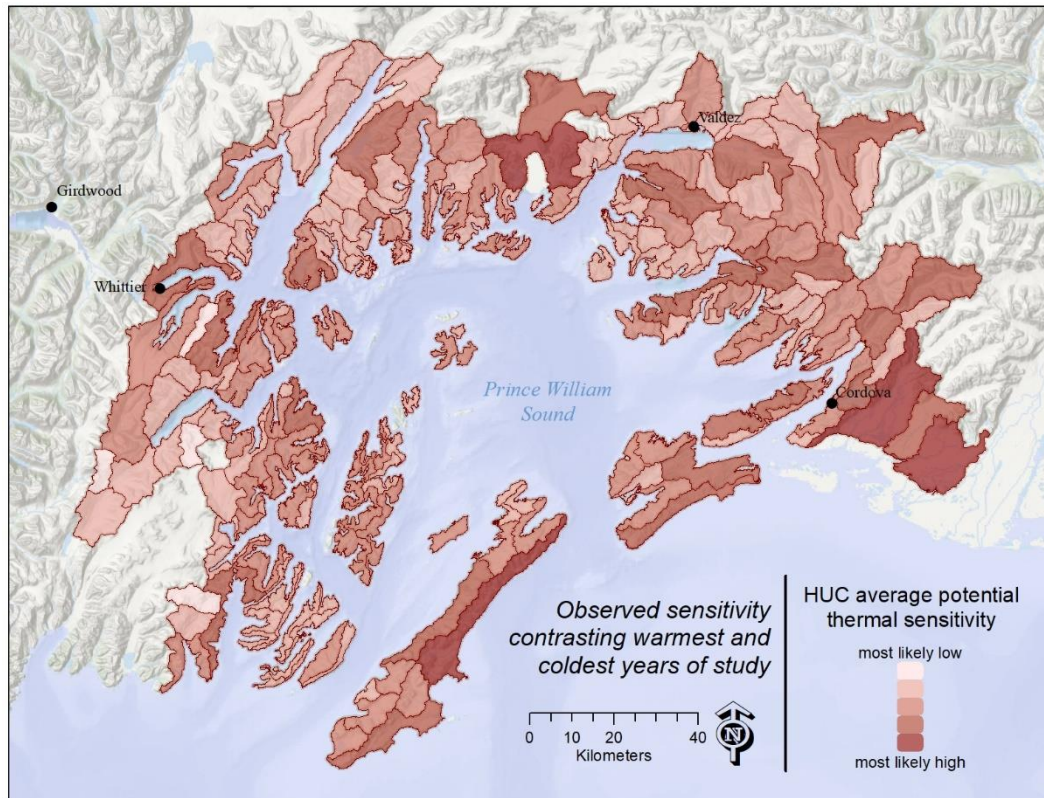 Valdez
Girdwood
Whittier
Prince William
Sound
Cordova
Observed sensitivity
contrasting warmest and
coldest years of study
0 10 20 40
Kilometers
N
HUC average potential
thermal sensitivity
most likely low
most likely high